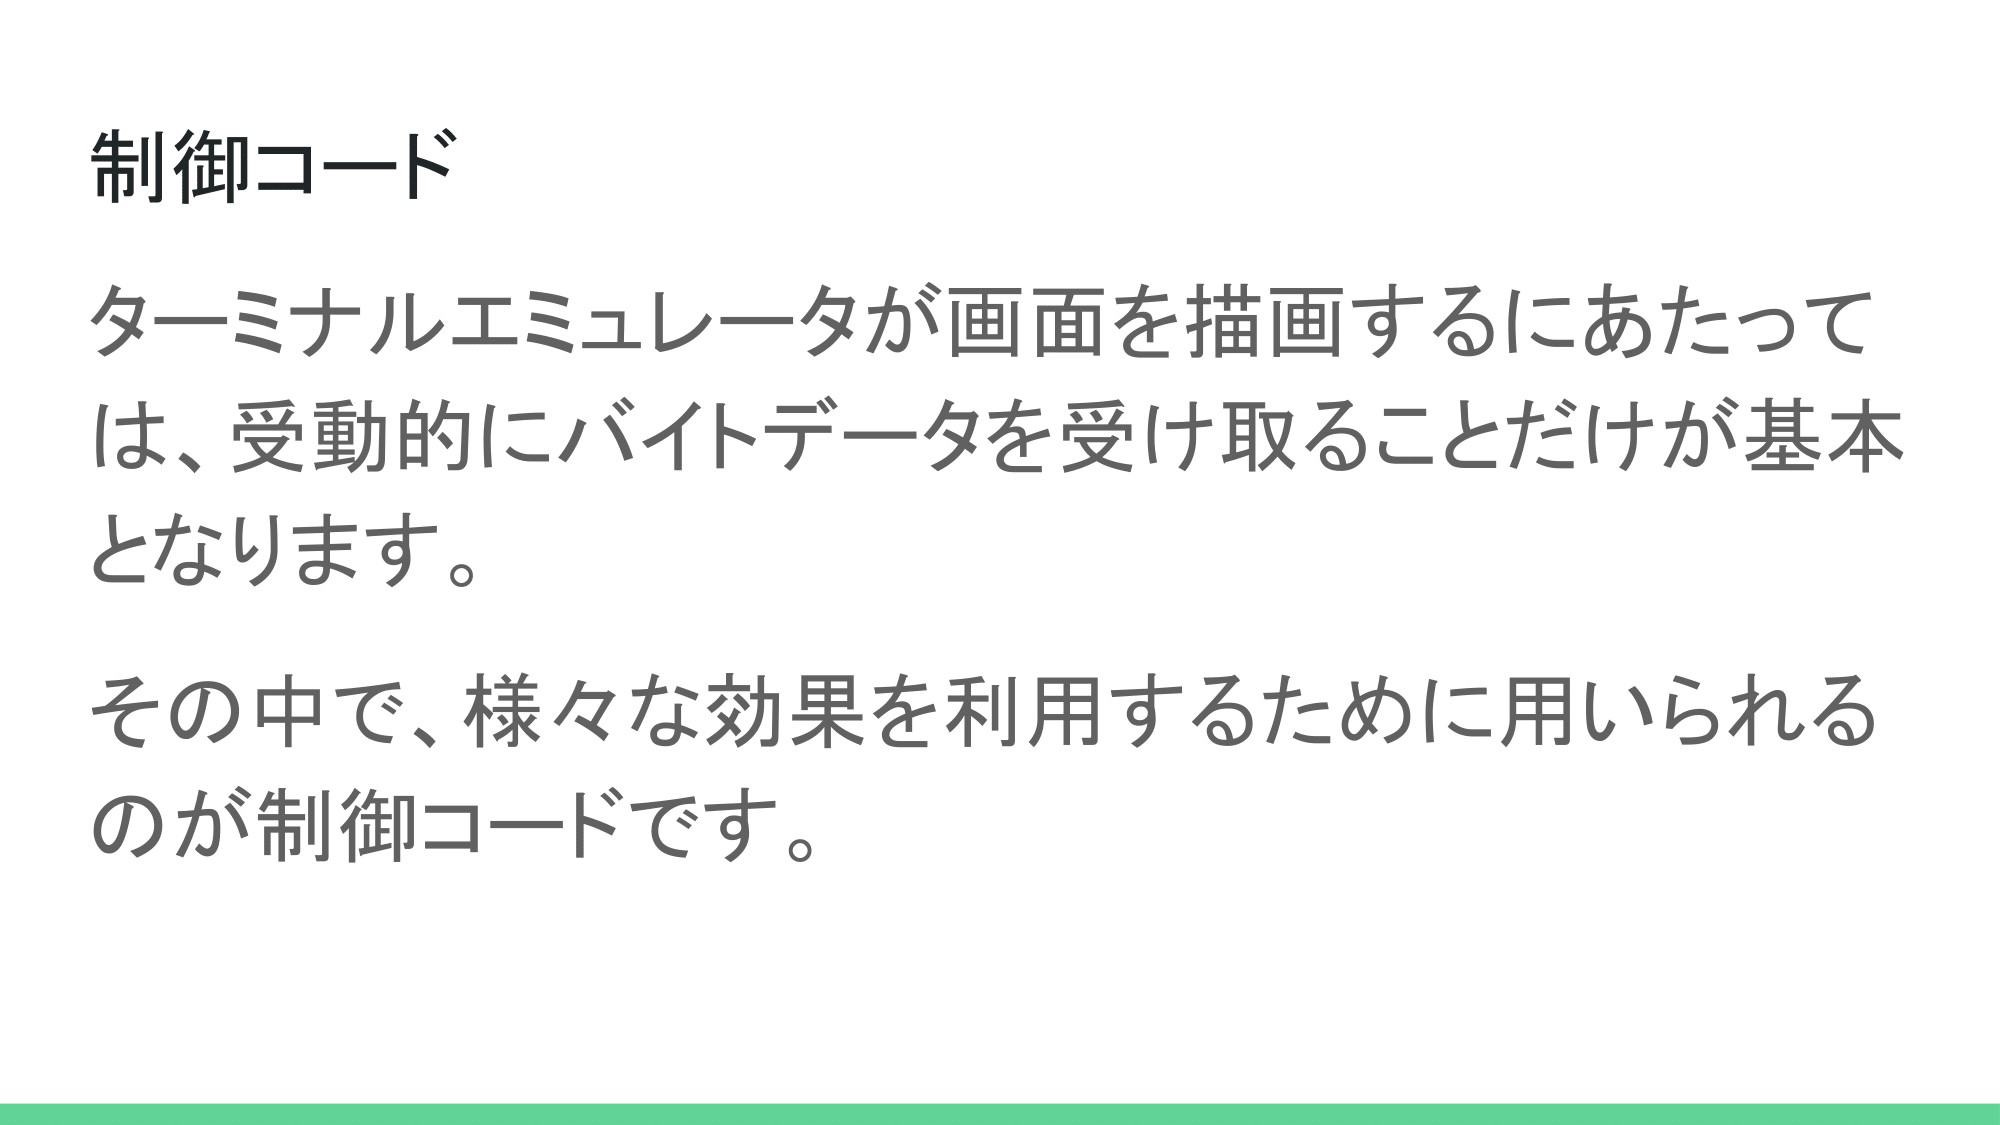 制御コード
ターミナルエミュレータが画面を描画するにあたって
は、受動的にバイトデータを受け取ることだけが基本
となります。
その中で、様々な効果を利用するために用いられる
のが制御コードです。